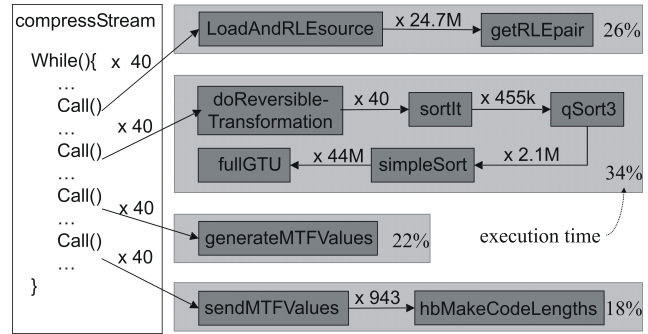 compressStream
While(){ x 40
...
Call()
...
x 40
Call()
...
Call()
x 40
...
Call()
x 40
...
}
LoadAndRLEsource
x 24.7M
getRLEpair
26%
doReversible-
Transformation
x 40
sortIt
x 455k
qSort3
fullGTU
x 44M
simpleSort
x 2.1M
34%
generateMTFValues
22%
execution time
sendMTFValues
x 943
hbMakeCodeLengths
18%